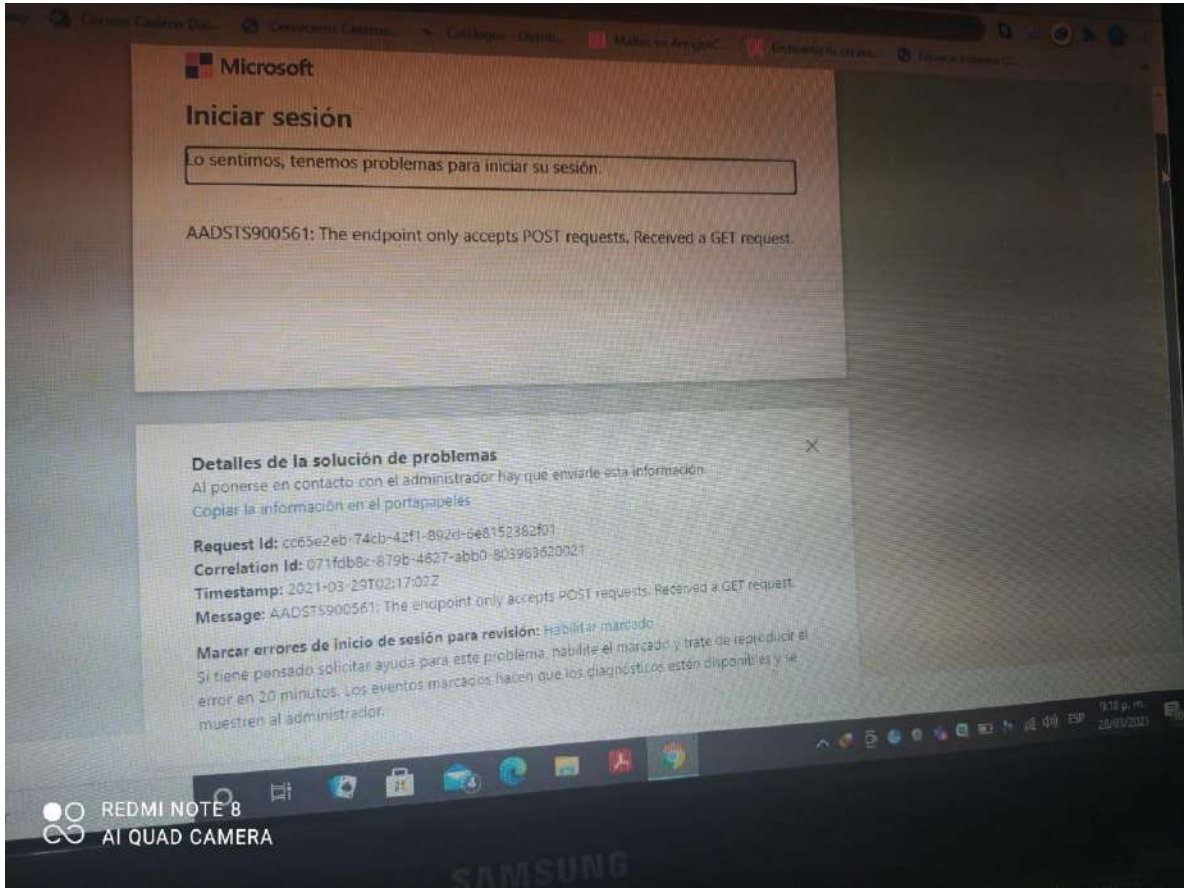 Microsoft
Iniciar sesión
Lo sentimos, tenemos problemas para iniciar su sesión.
AADSTS900561: The endpoint only accepts POST requests. Received a GET request.
Detalles de la solución de problemas
Al ponerse en contacto con el administrador hay que enviarle esta información.
Copiar la información en el portapapeles
Request Id: cc65e2eb-74cb-42f1-892d-6e8152382f01
Correlation Id: 071fdb8c-879b-4627-abb0-803983620021
Timestamp: 2021-03-29T02:17:02Z
Message: AADSTS900561: The endpoint only accepts POST requests. Received a GET request.
Marcar errores de inicio de sesión para revisión: Habilitar marcado
Si tiene pensado solicitar ayuda para este problema, habilite el marcado y trate de reproducir el
error en 20 minutos. Los eventos marcados hacen que los diagnósticos estén disponibles y se
muestren al administrador.
ESP
9:18 p. m.
28/03/2021
REDMI NOTE 8
AI QUAD CAMERA
SAMSUNG